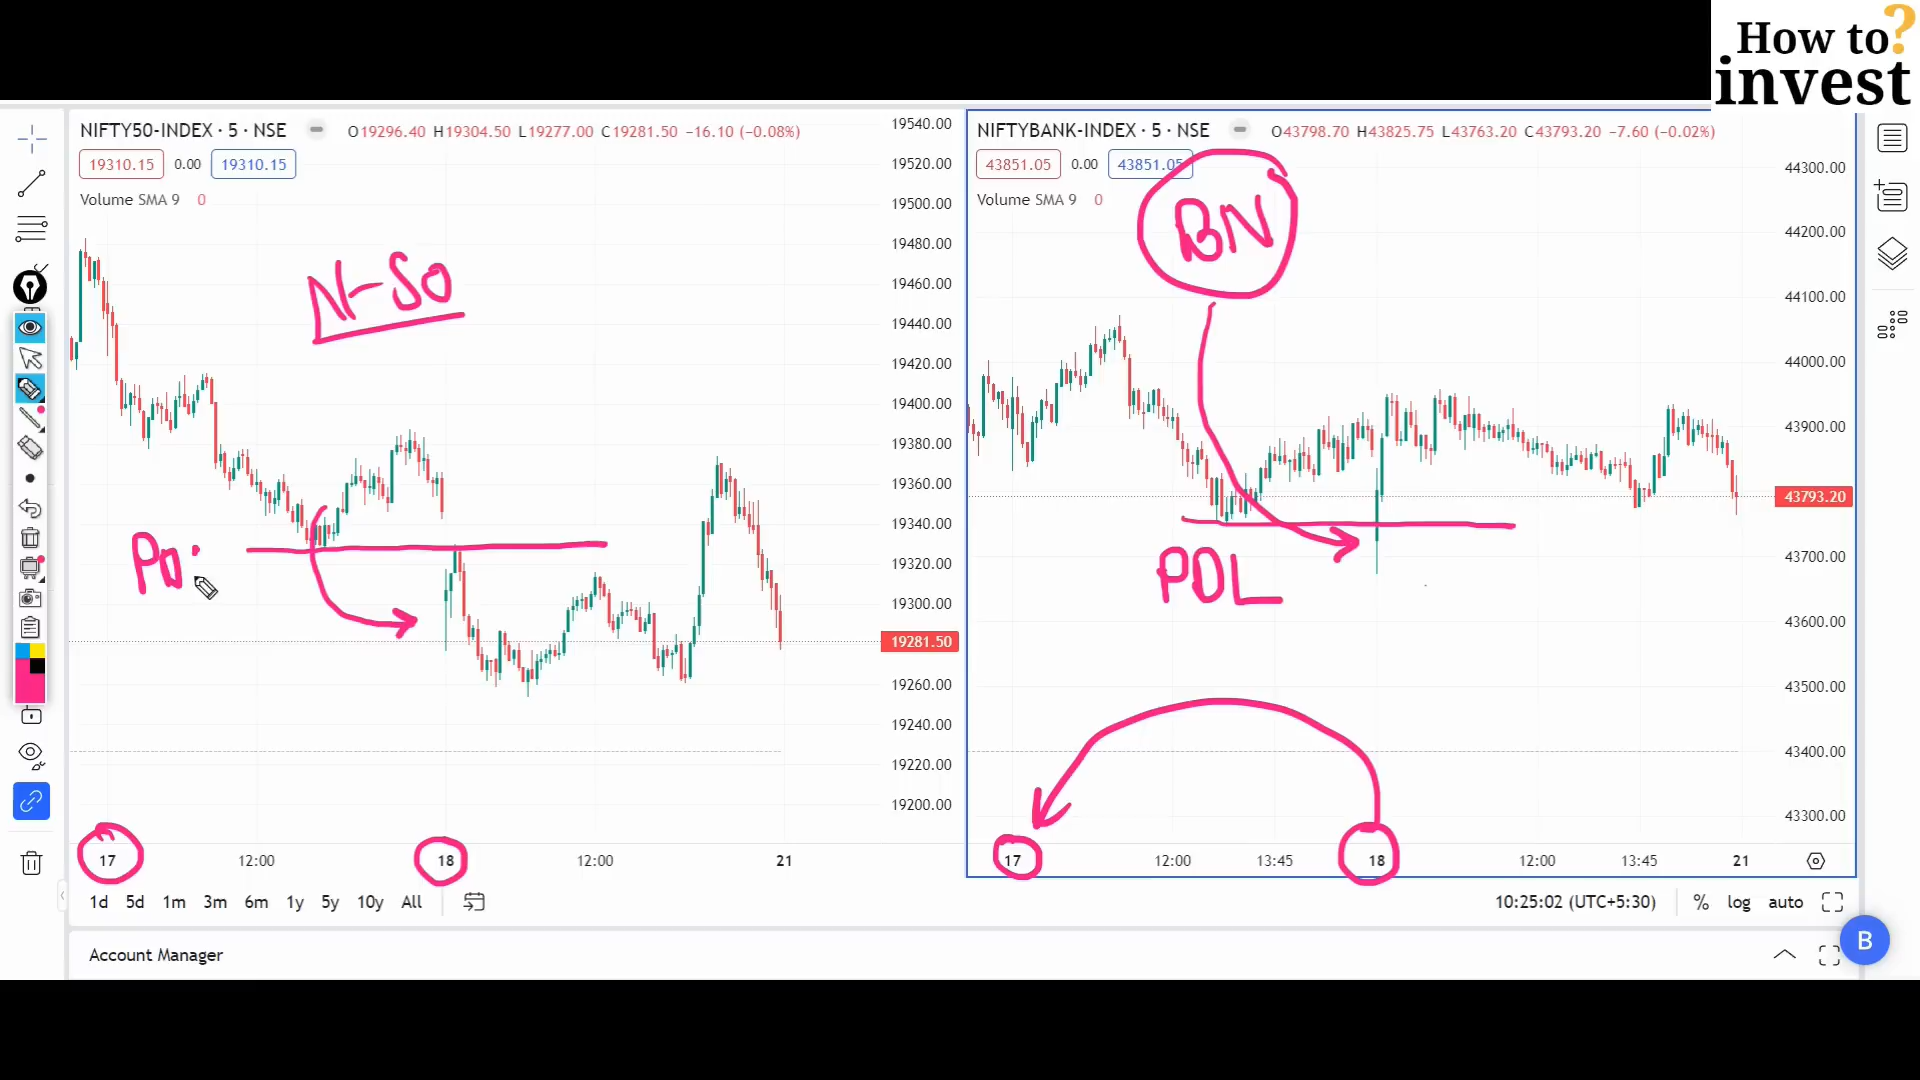 How to?
invest
NIFTY50-INDEX · 5 · NSE
O19296.40 H19304.50 L19277.00 C19281.50 −16.10 (−0.08%)
19310.15 0.00 19310.15
Volume SMA 9 0
N-50
PD
19540.00
19520.00
19500.00
19480.00
19460.00
19440.00
19420.00
19400.00
19380.00
19360.00
19340.00
19320.00
19300.00
19281.50
19260.00
19240.00
19220.00
19200.00
17 12:00 18 12:00 21
NIFTYBANK-INDEX · 5 · NSE
O43798.70 H43825.75 L43763.20 C43793.20 −7.60 (−0.02%)
43851.05 0.00 43851.05
Volume SMA 9 0
BN
PDL
44300.00
44200.00
44100.00
44000.00
43900.00
43793.20
43700.00
43600.00
43500.00
43400.00
43300.00
17 12:00 13:45 18 12:00 13:45 21
1d 5d 1m 3m 6m 1y 5y 10y All
10:25:02 (UTC+5:30) % log auto
Account Manager
B